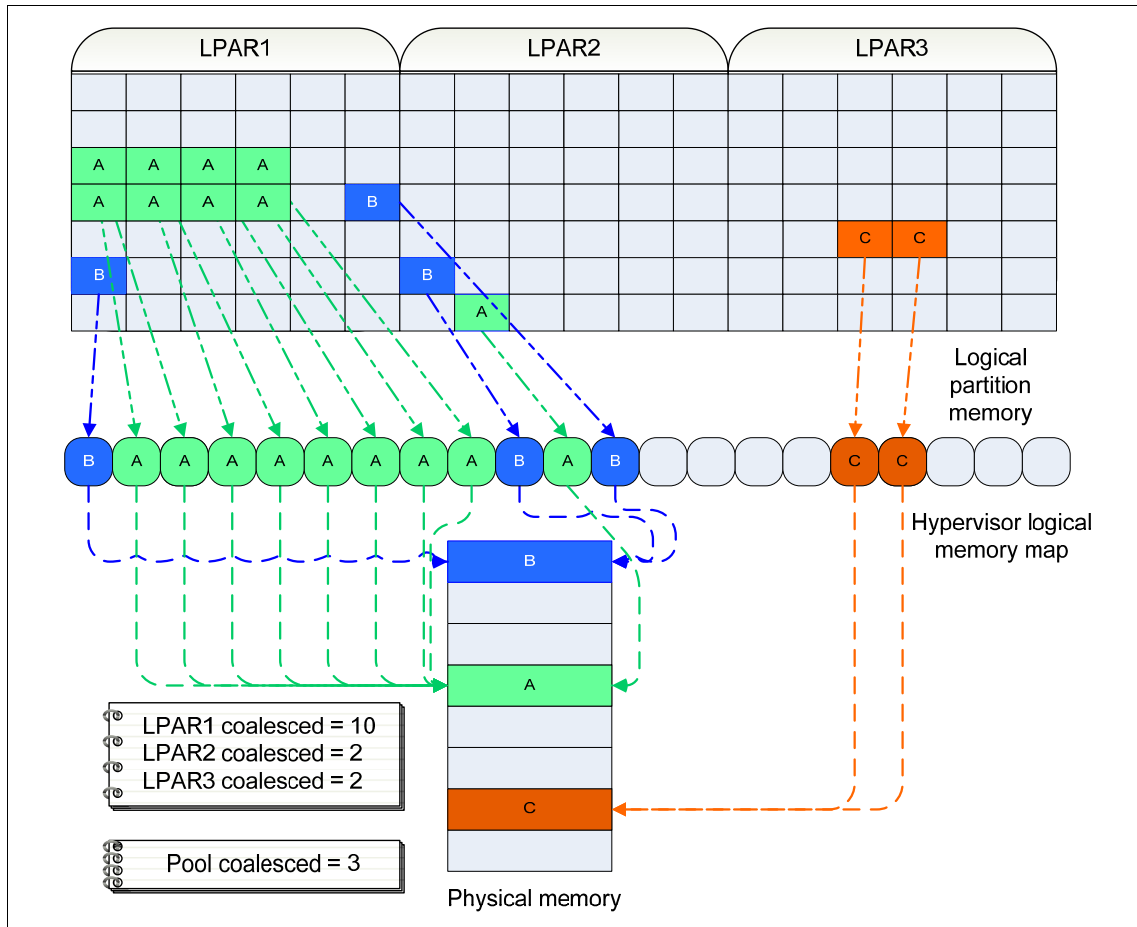 LPAR1 LPAR2 LPAR3
A A A A
A A A A B
C C
B B
A
Logical
partition
memory
B A A A A A A A A B A B C C
Hypervisor logical
memory map
B
A
LPAR1 coalesced = 10
LPAR2 coalesced = 2
LPAR3 coalesced = 2
C
Pool coalesced = 3
Physical memory